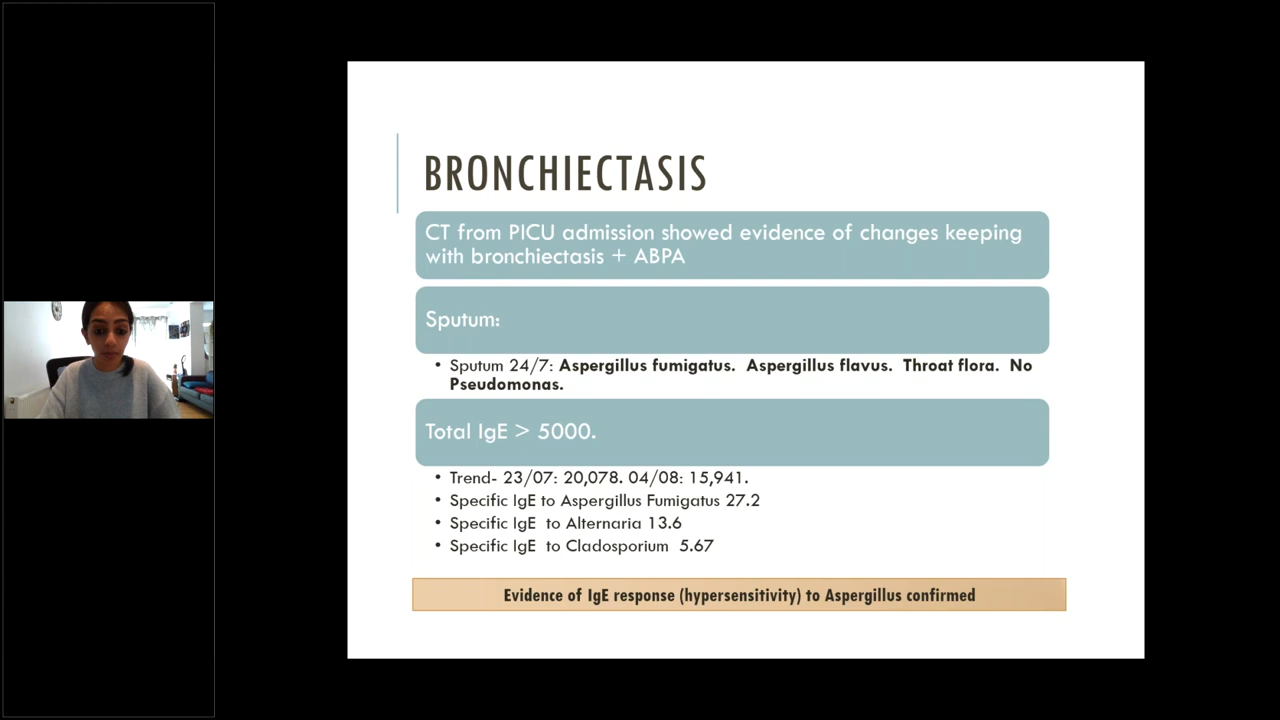 BRONCHIECTASIS
CT from PICU admission showed evidence of changes keeping
with bronchiectasis + ABPA
Sputum:
• Sputum 24/7: Aspergillus fumigatus. Aspergillus flavus. Throat flora. No
Pseudomonas.
Total IgE > 5000.
• Trend- 23/07: 20,078. 04/08: 15,941.
• Specific IgE to Aspergillus Fumigatus 27.2
• Specific IgE to Alternaria 13.6
• Specific IgE to Cladosporium 5.67
Evidence of IgE response (hypersensitivity) to Aspergillus confirmed